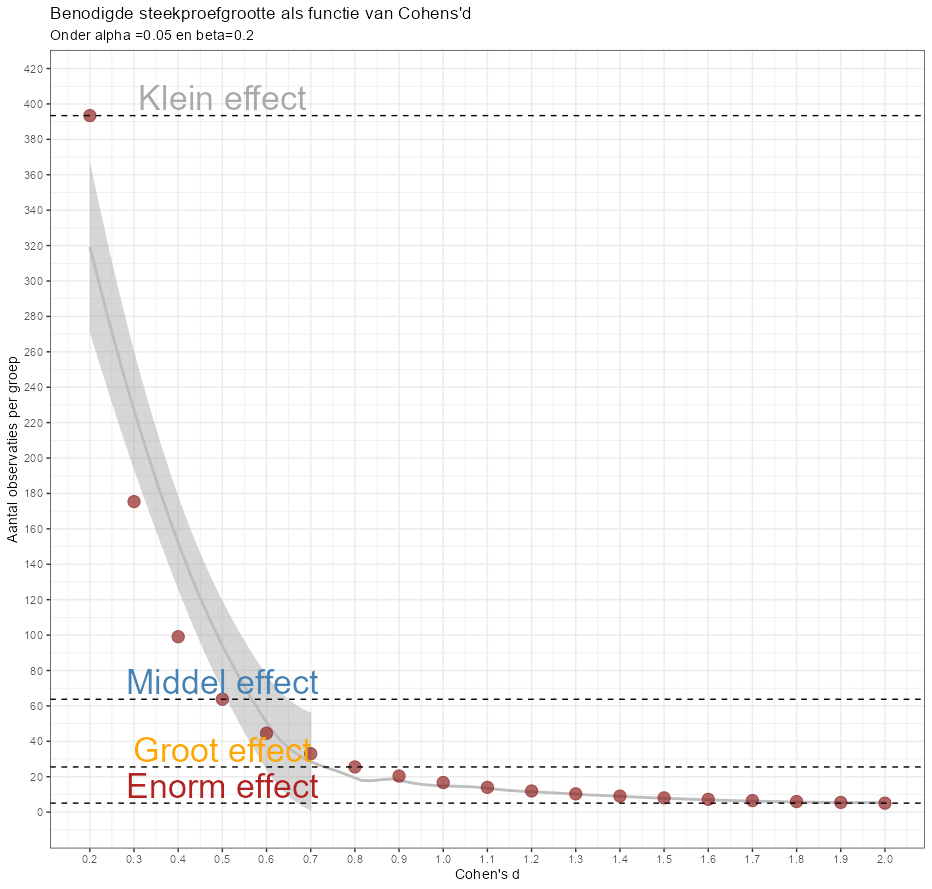 Benodigde steekproefgrootte als functie van Cohens'd
Onder alpha =0.05 en beta=0.2
Aantal observaties per groep
420
400
380
360
340
320
300
280
260
240
220
200
180
160
140
120
100
80
60
40
20
0
Klein effect
Middel effect
Groot effect
Enorm effect
0.2 0.3 0.4 0.5 0.6 0.7 0.8 0.9 1.0 1.1 1.2 1.3 1.4 1.5 1.6 1.7 1.8 1.9 2.0
Cohen's d